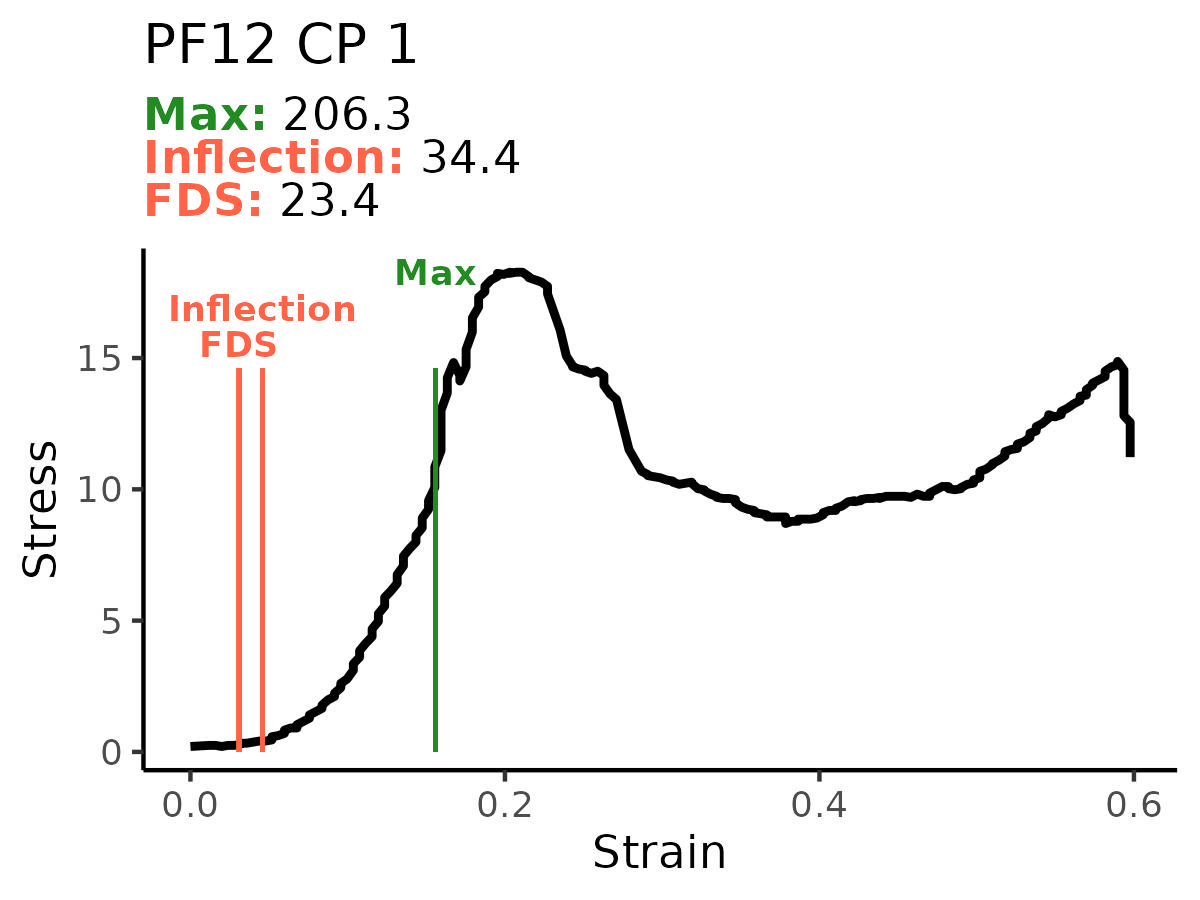 PF12 CP 1
Max: 206.3
Inflection: 34.4
FDS: 23.4
Max
Inflection
FDS
15
10
5
0
Stress
0.0 0.2 0.4 0.6
Strain